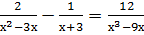 2/(x²−3x) − 1/(x+3) = 12/(x³−9x)